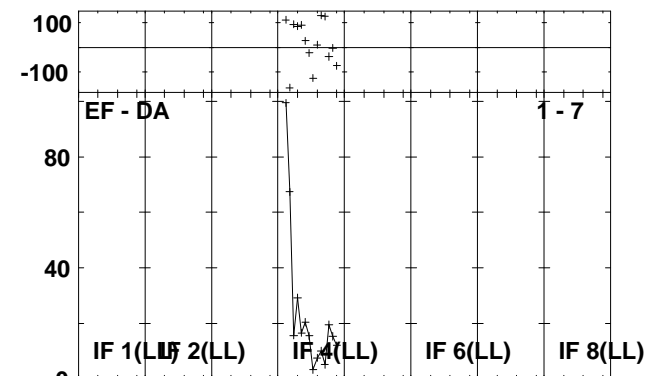 100
-100
EF - DA 1 - 7
80
40
IF 1(LL) IF 2(LL) IF 4(LL) IF 6(LL) IF 8(LL)
0